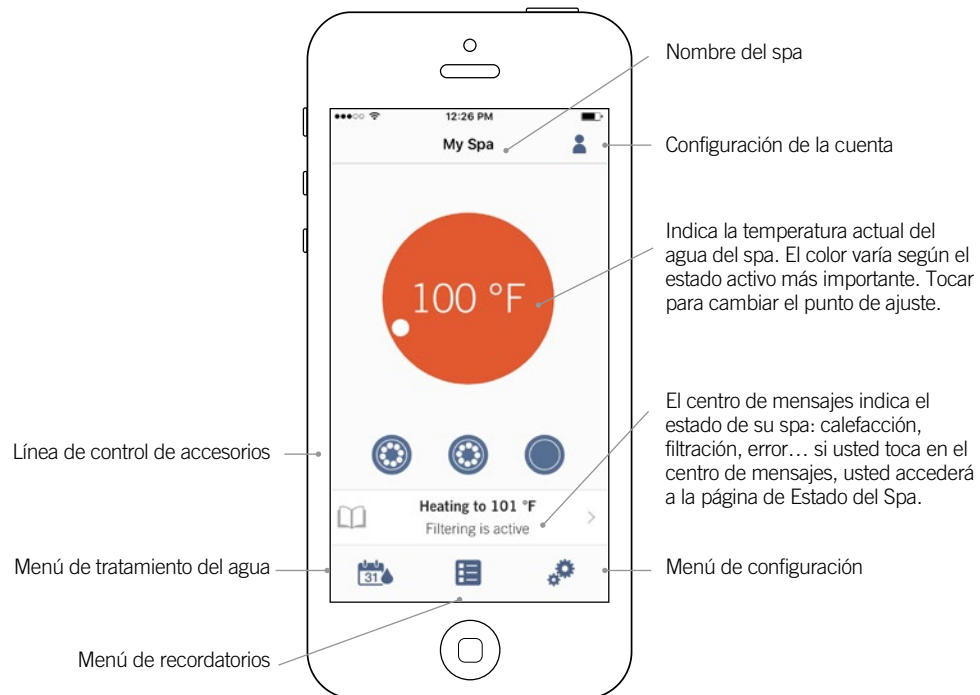 Nombre del spa
12:26 PM
My Spa
Configuración de la cuenta
Indica la temperatura actual del
agua del spa. El color varía según el
estado activo más importante. Tocar
para cambiar el punto de ajuste.
100 °F
El centro de mensajes indica el
estado de su spa: calefacción,
filtración, error… si usted toca en el
centro de mensajes, usted accederá
a la página de Estado del Spa.
Línea de control de accesorios
Heating to 101 °F
Filtering is active
Menú de tratamiento del agua
31
Menú de configuración
Menú de recordatorios